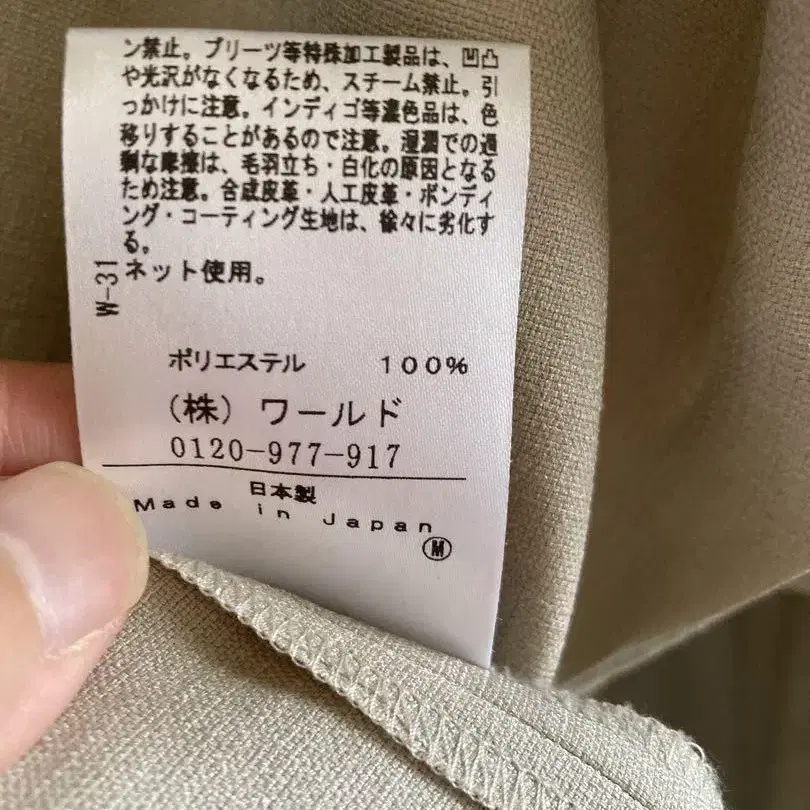 ン禁止。プリーツ等特殊加工製品は、凹凸
や光沢がなくなるため、スチーム禁止。引
っかけに注意。インディゴ等濃色品は、色
移りすることがあるので注意。湿潤での過
剰な摩擦は、毛羽立ち・白化の原因となる
ため注意。合成皮革・人工皮革・ボンディ
ング・コーティング生地は、徐々に劣化す
る。
ネット使用。
W-31
ポリエステル 100%
(株) ワールド
0120-977-917
日本製
Made in Japan
Ⓜ